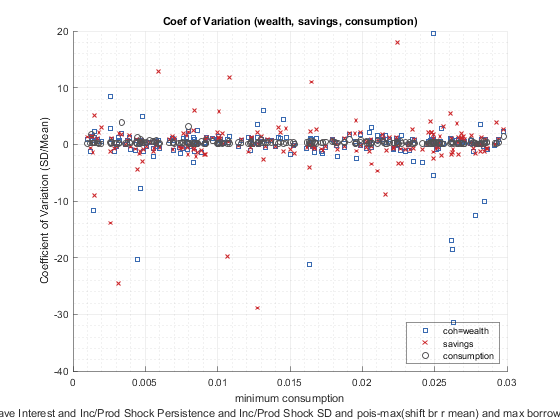 Coef of Variation (wealth, savings, consumption)
20
10
0
-10
-20
-30
-40
Coefficient of Variation (SD/Mean)
0
0.005
0.01
0.015
0.02
0.025
0.03
coh=wealth
savings
consumption
minimum consumption
ave Interest and Inc/Prod Shock Persistence and Inc/Prod Shock SD and pois-max(shift br r mean) and max borrow